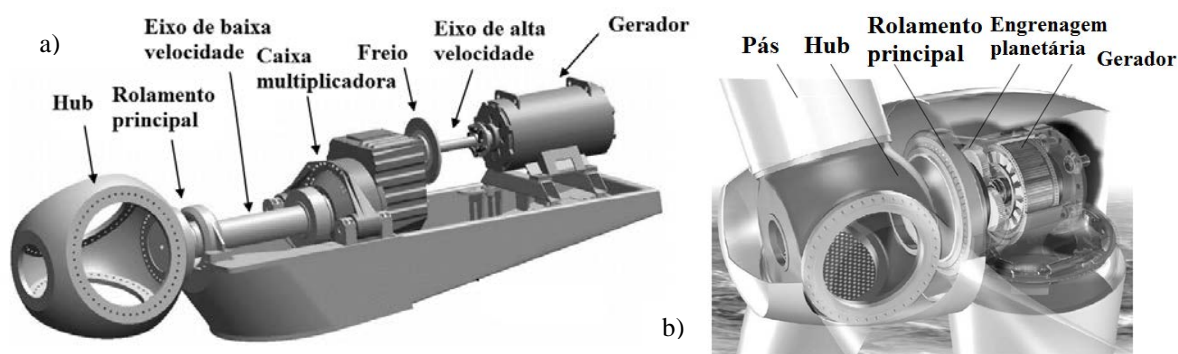 a)
Hub
Rolamento
principal
Eixo de baixa
velocidade
Caixa
multiplicadora
Freio
Eixo de alta
velocidade
Gerador
b)
Pás
Hub
Rolamento
principal
Engrenagem
planetária
Gerador